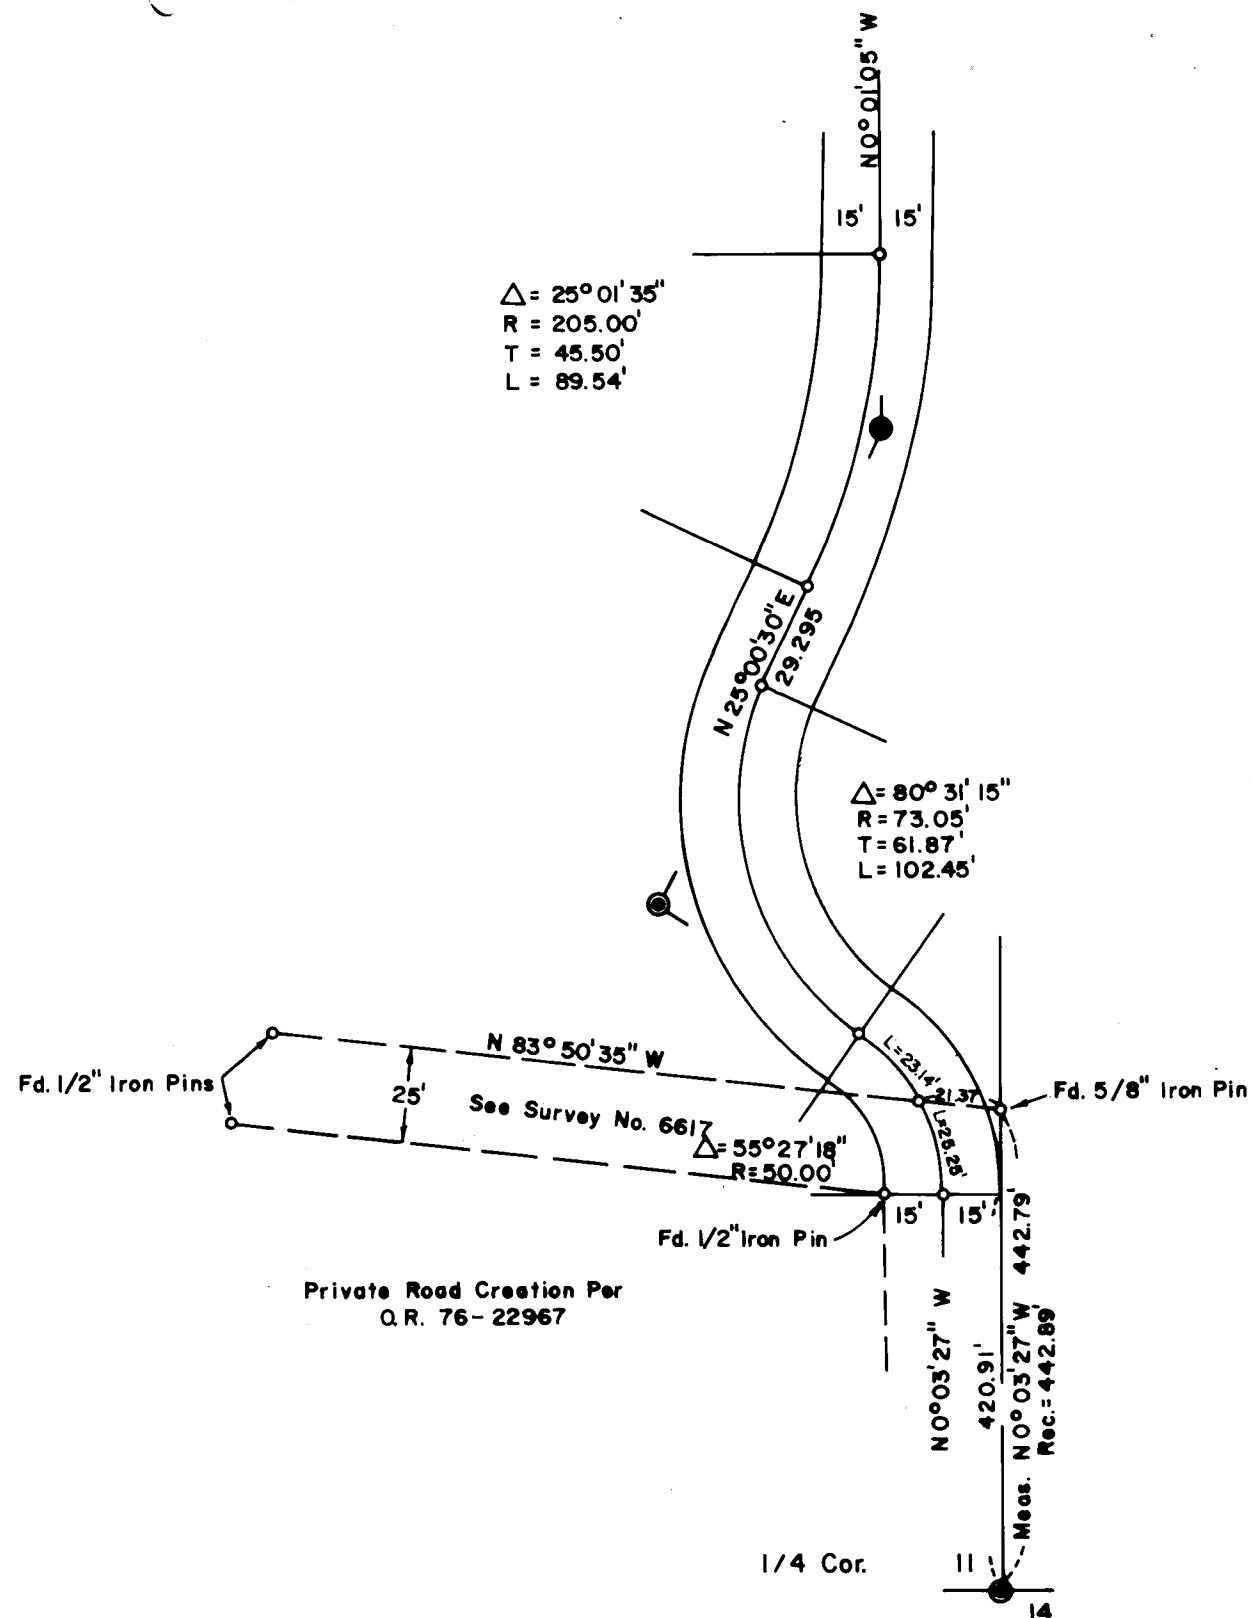 N0°01'05" W
15' 15'
△= 25°01'35"
R = 205.00'
T = 45.50'
L = 89.54'
N 25°00'30" E
29.295
△= 80°31'15"
R = 73.05'
T = 61.87'
L = 102.45'
N 83°50'35" W
L=23.14'
21.37
Fd. 5/8" Iron Pin
Fd. 1/2" Iron Pins
25'
See Survey No. 6617
△= 55°27'18"
R = 50.00'
L=25.25'
15' 15'
Fd. 1/2" Iron Pin
Private Road Creation Per
O.R. 76-22967
N0°03'27" W
420.91'
Meas. N0°03'27" W 442.79'
Rec.= 442.89'
1/4 Cor.
11
14